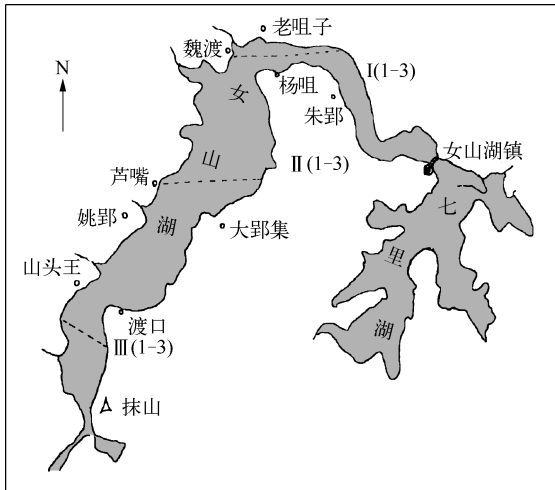 老咀子
魏渡
N
杨咀
I(1-3)
朱郢
女
山
湖
II(1-3)
女山湖镇
芦嘴
姚郢
大郢集
七
里
湖
山头王
渡口
III(1-3)
抹山